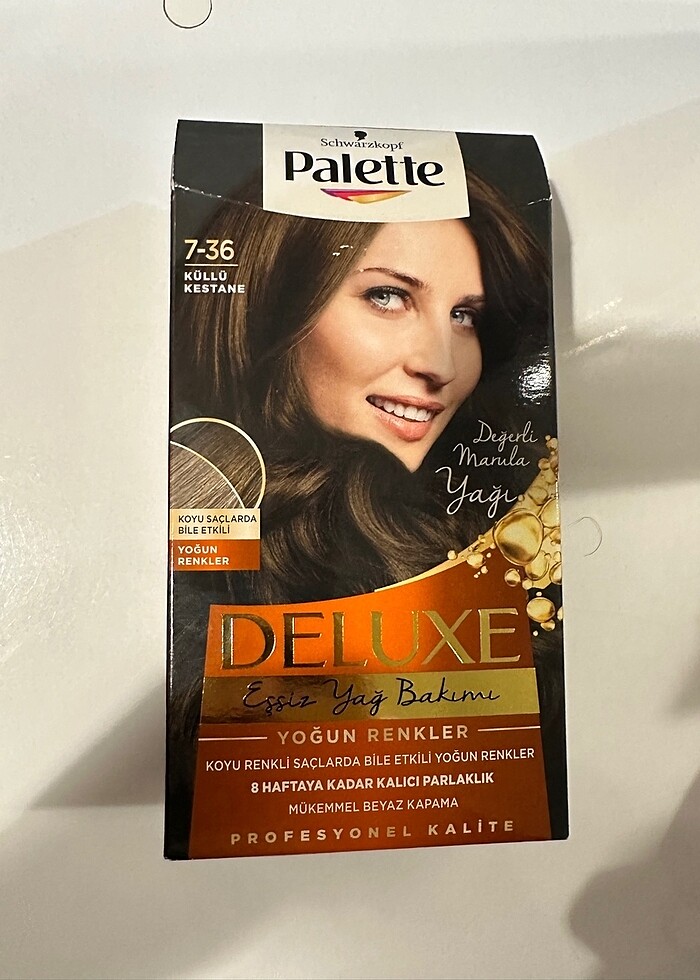 Schwarzkopf
Palette
7-36
KÜLLÜ
KESTANE
Değerli
Marula
Yağı
KOYU SAÇLARDA
BİLE ETKİLİ
YOĞUN
RENKLER
DELUXE
Eşsiz Yağ Bakımı
YOĞUN RENKLER
KOYU RENKLİ SAÇLARDA BİLE ETKİLİ YOĞUN RENKLER
8 HAFTAYA KADAR KALICI PARLAKLIK
MÜKEMMEL BEYAZ KAPAMA
PROFESYONEL KALİTE